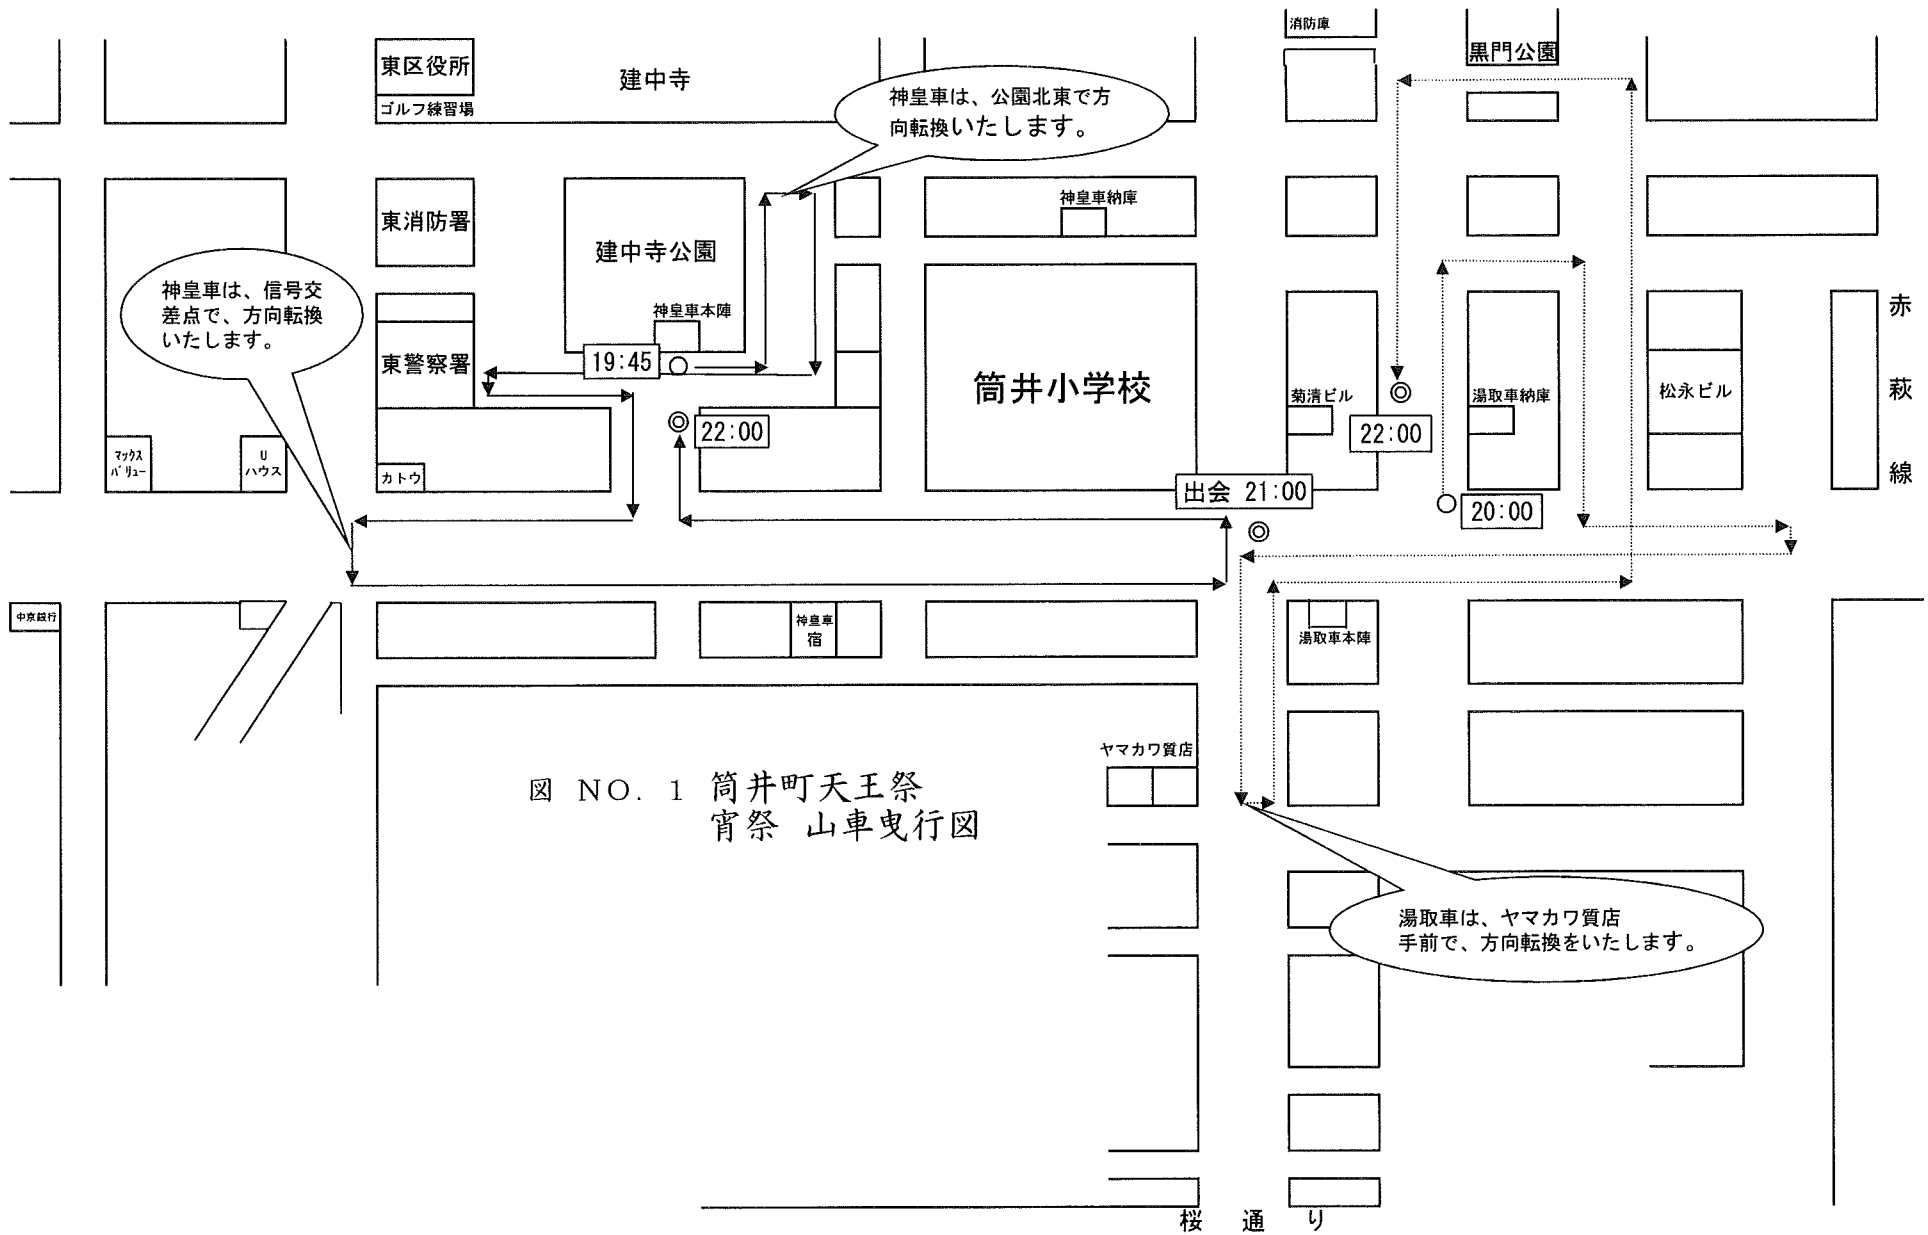 消防庫
黒門公園
東区役所
建中寺
ゴルフ練習場
神皇車は、公園北東で方
向転換いたします。
東消防署
神皇車納庫
建中寺公園
神皇車は、信号交
差点で、方向転換
いたします。
赤
萩
線
神皇車本陣
東警察署
19:45
筒井小学校
菊清ビル
湯取車納庫
松永ビル
22:00
22:00
マックス
バリュー
U
ハウス
カトウ
出会 21:00
20:00
中京銀行
神皇車
宿
湯取車本陣
ヤマカワ質店
図 NO. 1 筒井町天王祭
宵祭 山車曳行図
湯取車は、ヤマカワ質店
手前で、方向転換をいたします。
桜 通 り